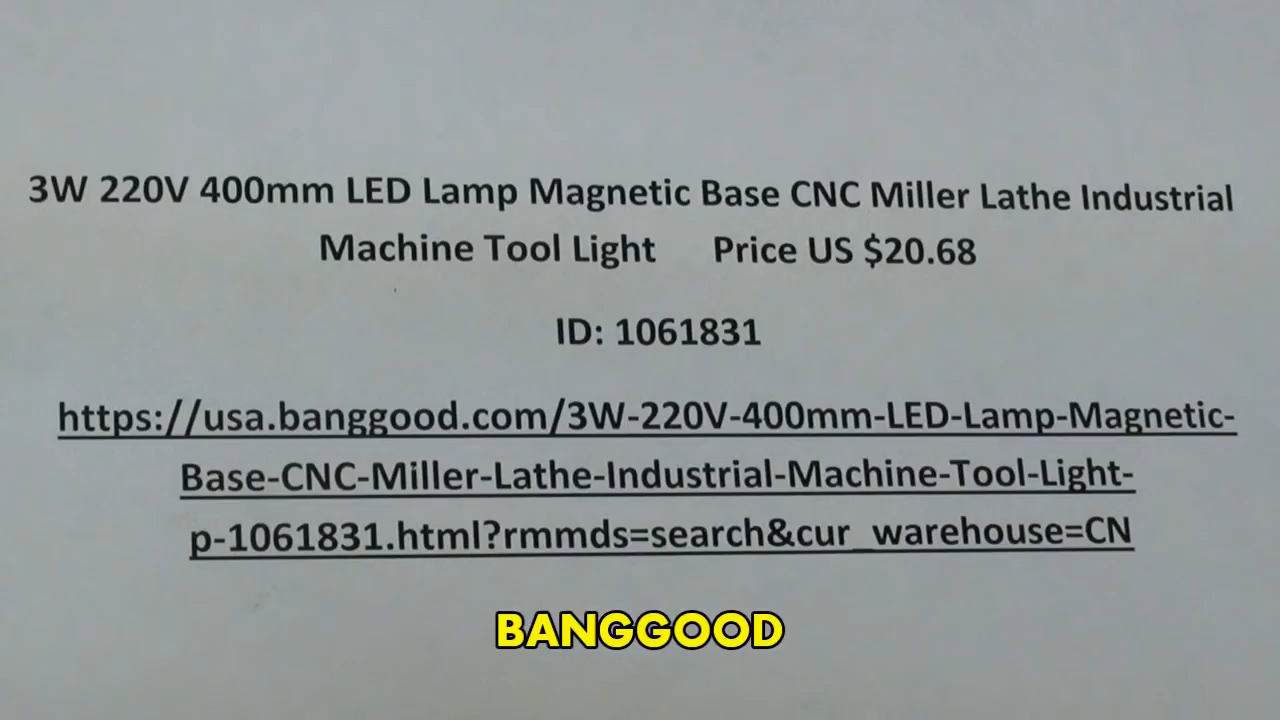 3W 220V 400mm LED Lamp Magnetic Base CNC Miller Lathe Industrial
Machine Tool Light Price US $20.68
ID: 1061831
https://usa.banggood.com/3W-220V-400mm-LED-Lamp-Magnetic-
Base-CNC-Miller-Lathe-Industrial-Machine-Tool-Light-
p-1061831.html?rmmds=search&cur_warehouse=CN
BANGGOOD